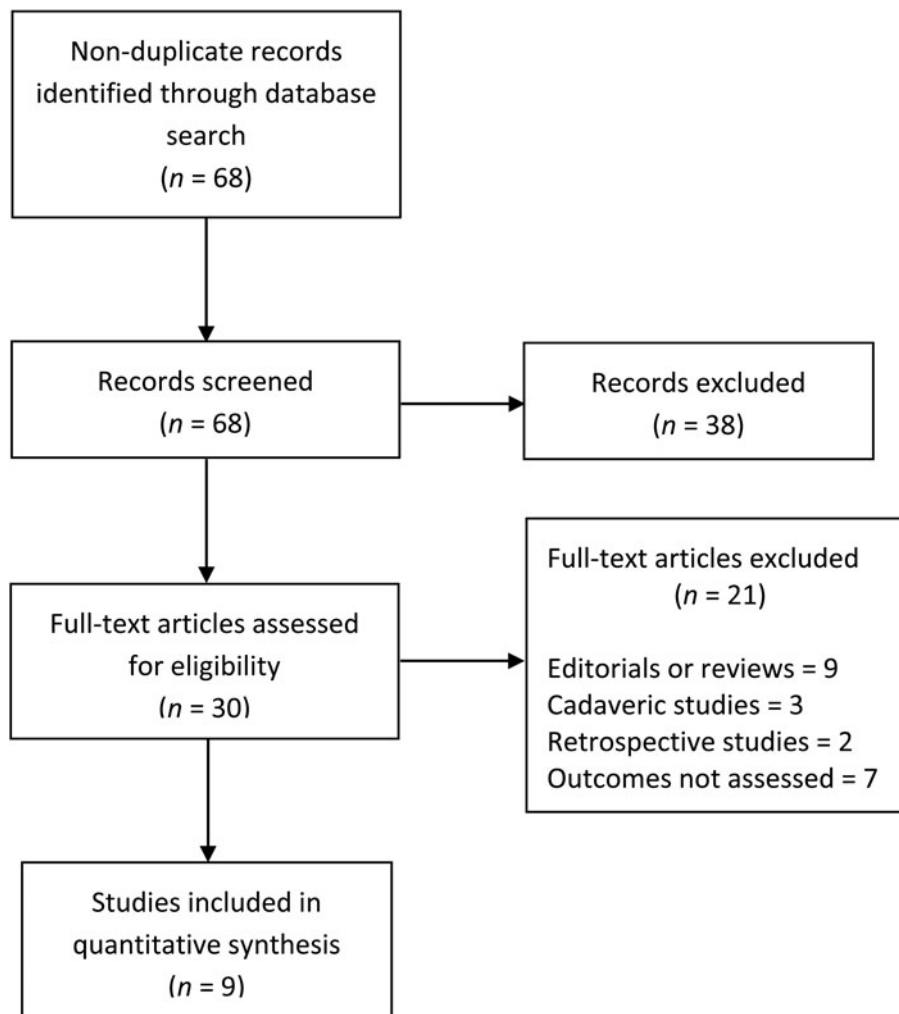 Non-duplicate records
identified through database
search
(n = 68)
Records screened
(n = 68)
Records excluded
(n = 38)
Full-text articles assessed
for eligibility
(n = 30)
Full-text articles excluded
(n = 21)
Editorials or reviews = 9
Cadaveric studies = 3
Retrospective studies = 2
Outcomes not assessed = 7
Studies included in
quantitative synthesis
(n = 9)